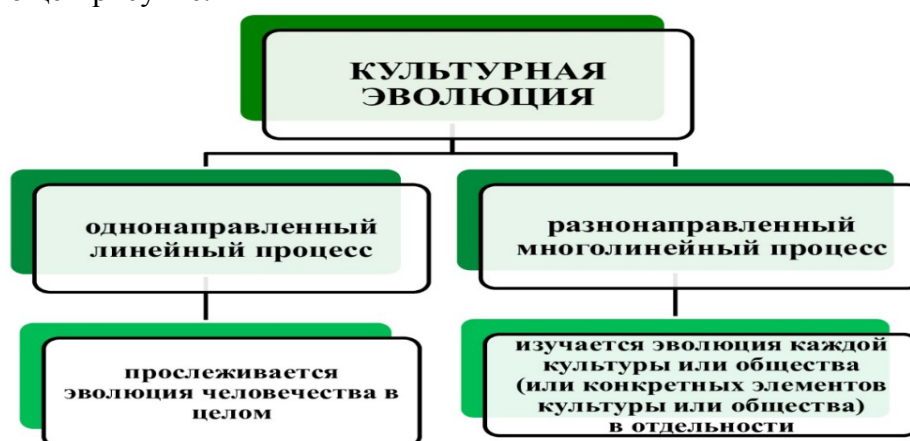 КУЛЬТУРНАЯ
ЭВОЛЮЦИЯ
однонаправленный
линейный процесс
разнонаправленный
многолинейный процесс
прослеживается
эволюция человечества в
целом
изучается эволюция каждой
культуры или общества
(или конкретных элементов
культуры или общества)
в отдельности